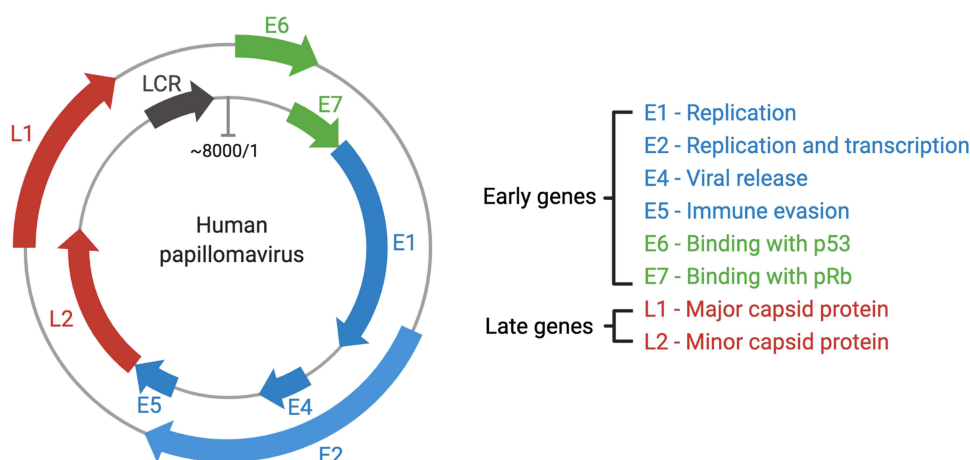 E6
LCR
E7
L1
~8000/1
Human
papillomavirus
E1
L2
E5
E4
E2
Early genes
E1 - Replication
E2 - Replication and transcription
E4 - Viral release
E5 - Immune evasion
E6 - Binding with p53
E7 - Binding with pRb
Late genes
L1 - Major capsid protein
L2 - Minor capsid protein